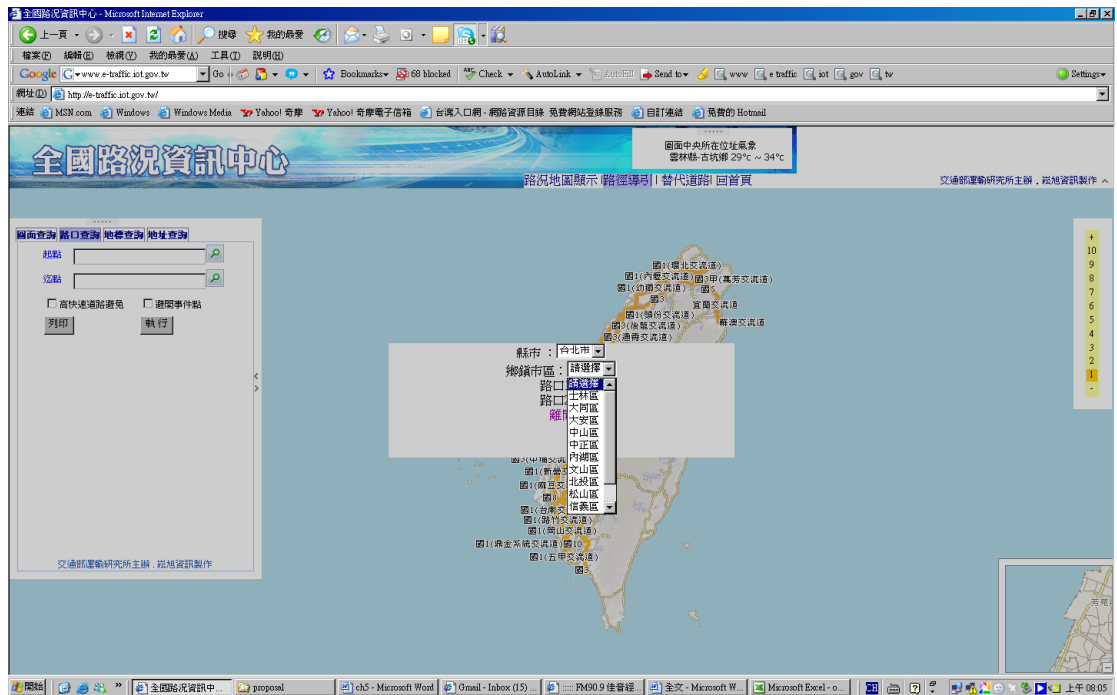 全國路況資訊中心 - Microsoft Internet Explorer
上一頁 搜尋 我的最愛
檔案(F) 編輯(E) 檢視(V) 我的最愛(A) 工具(T) 說明(H)
Google G www.e-traffic.iot.gov.tw Go Bookmarks 68 blocked Check AutoLink AutoFill Send to www e traffic iot gov tw Settings
網址(D) http://e-traffic.iot.gov.tw/
連結 MSN.com Windows Windows Media Yahoo! 奇摩 Yahoo! 奇摩電子信箱 台灣入口網 - 網路資源目錄 免費網站登錄服務 自訂連結 免費的 Hotmail
全國路況資訊中心
圖面中央所在位址氣象
雲林縣-古坑鄉 29°c ~ 34°c
路況地圖顯示|路徑導引|替代道路|回首頁
交通部運輸研究所主辦，崧旭資訊製作
圖面查詢 路口查詢 地標查詢 地址查詢
起點
迄點
高快速道路避免 避開事件點
列印 執行
交通部運輸研究所主辦，崧旭資訊製作
+
10
9
8
7
6
5
4
3
2
1
-
國1(環北交流道)
國1(內壢交流道)
國3甲(萬芳交流道)
國1(幼獅交流道)
國5
國3
宜蘭交流道
國1(頭份交流道)
蘇澳交流道
國3(後龍交流道)
國3(通霄交流道)
縣市 : 台北市
鄉鎮市區 : 請選擇
路口
路口
請選擇
士林區
大同區
大安區
中山區
中正區
內湖區
文山區
北投區
松山區
信義區
國3(中埔交流
國1(新營
國1(麻豆交
國8
國1(台南交
國1(路竹交流道)
國1(岡山交流道)
國1(鼎金系統交流道)國10
國1(五甲交流道)
國3
芳苑
開始 全國路況資訊中... proposal ch5 - Microsoft Word Gmail - Inbox (15) ... ::::: FM90.9 佳音經... 全文 - Microsoft W... Microsoft Excel - o... CH 上午 08:05